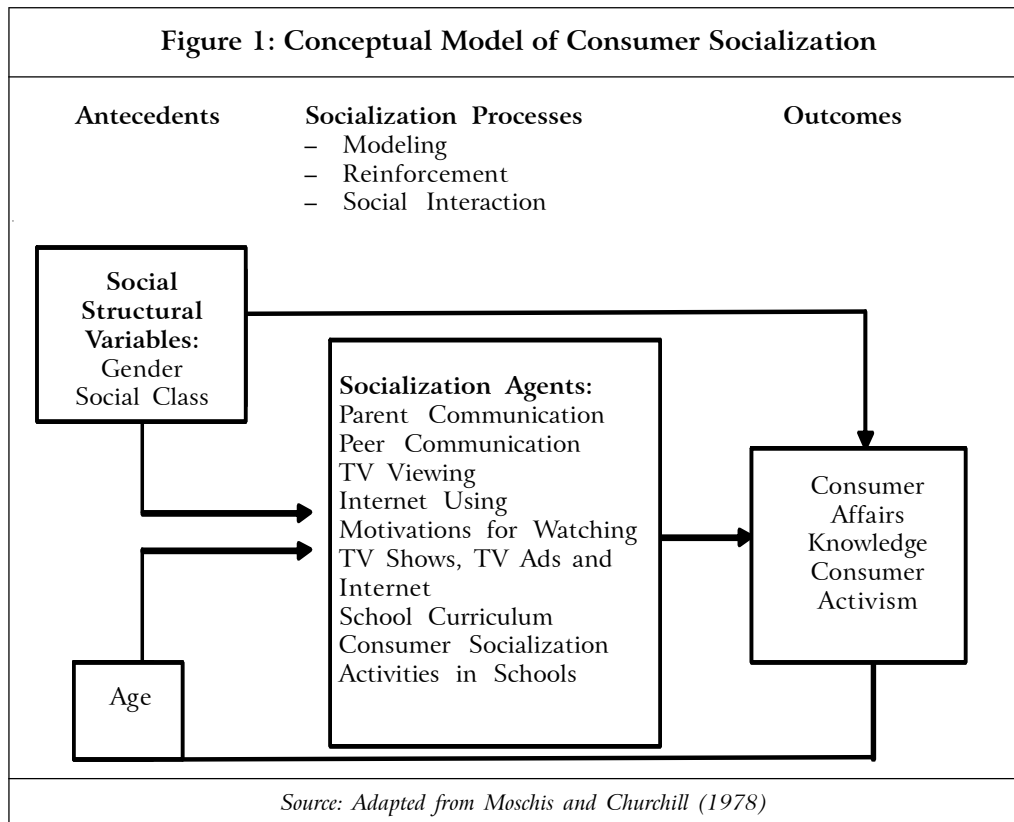 Figure 1: Conceptual Model of Consumer Socialization
Antecedents
Socialization Processes
– Modeling
– Reinforcement
– Social Interaction
Outcomes
Social
Structural
Variables:
Gender
Social Class
Age
Socialization Agents:
Parent Communication
Peer Communication
TV Viewing
Internet Using
Motivations for Watching
TV Shows, TV Ads and
Internet
School Curriculum
Consumer Socialization
Activities in Schools
Consumer
Affairs
Knowledge
Consumer
Activism
Source: Adapted from Moschis and Churchill (1978)